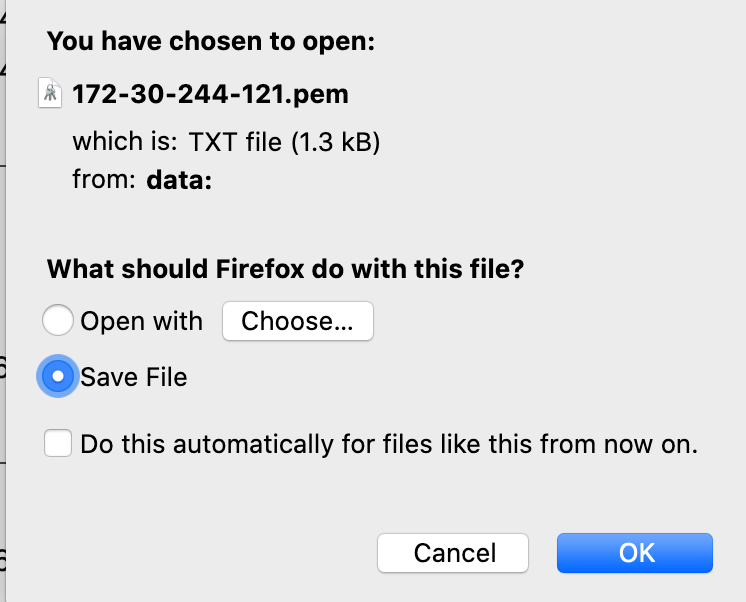 You have chosen to open:
172-30-244-121.pem
which is: TXT file (1.3 kB)
from: data:
What should Firefox do with this file?
Open with Choose...
Save File
Do this automatically for files like this from now on.
Cancel OK